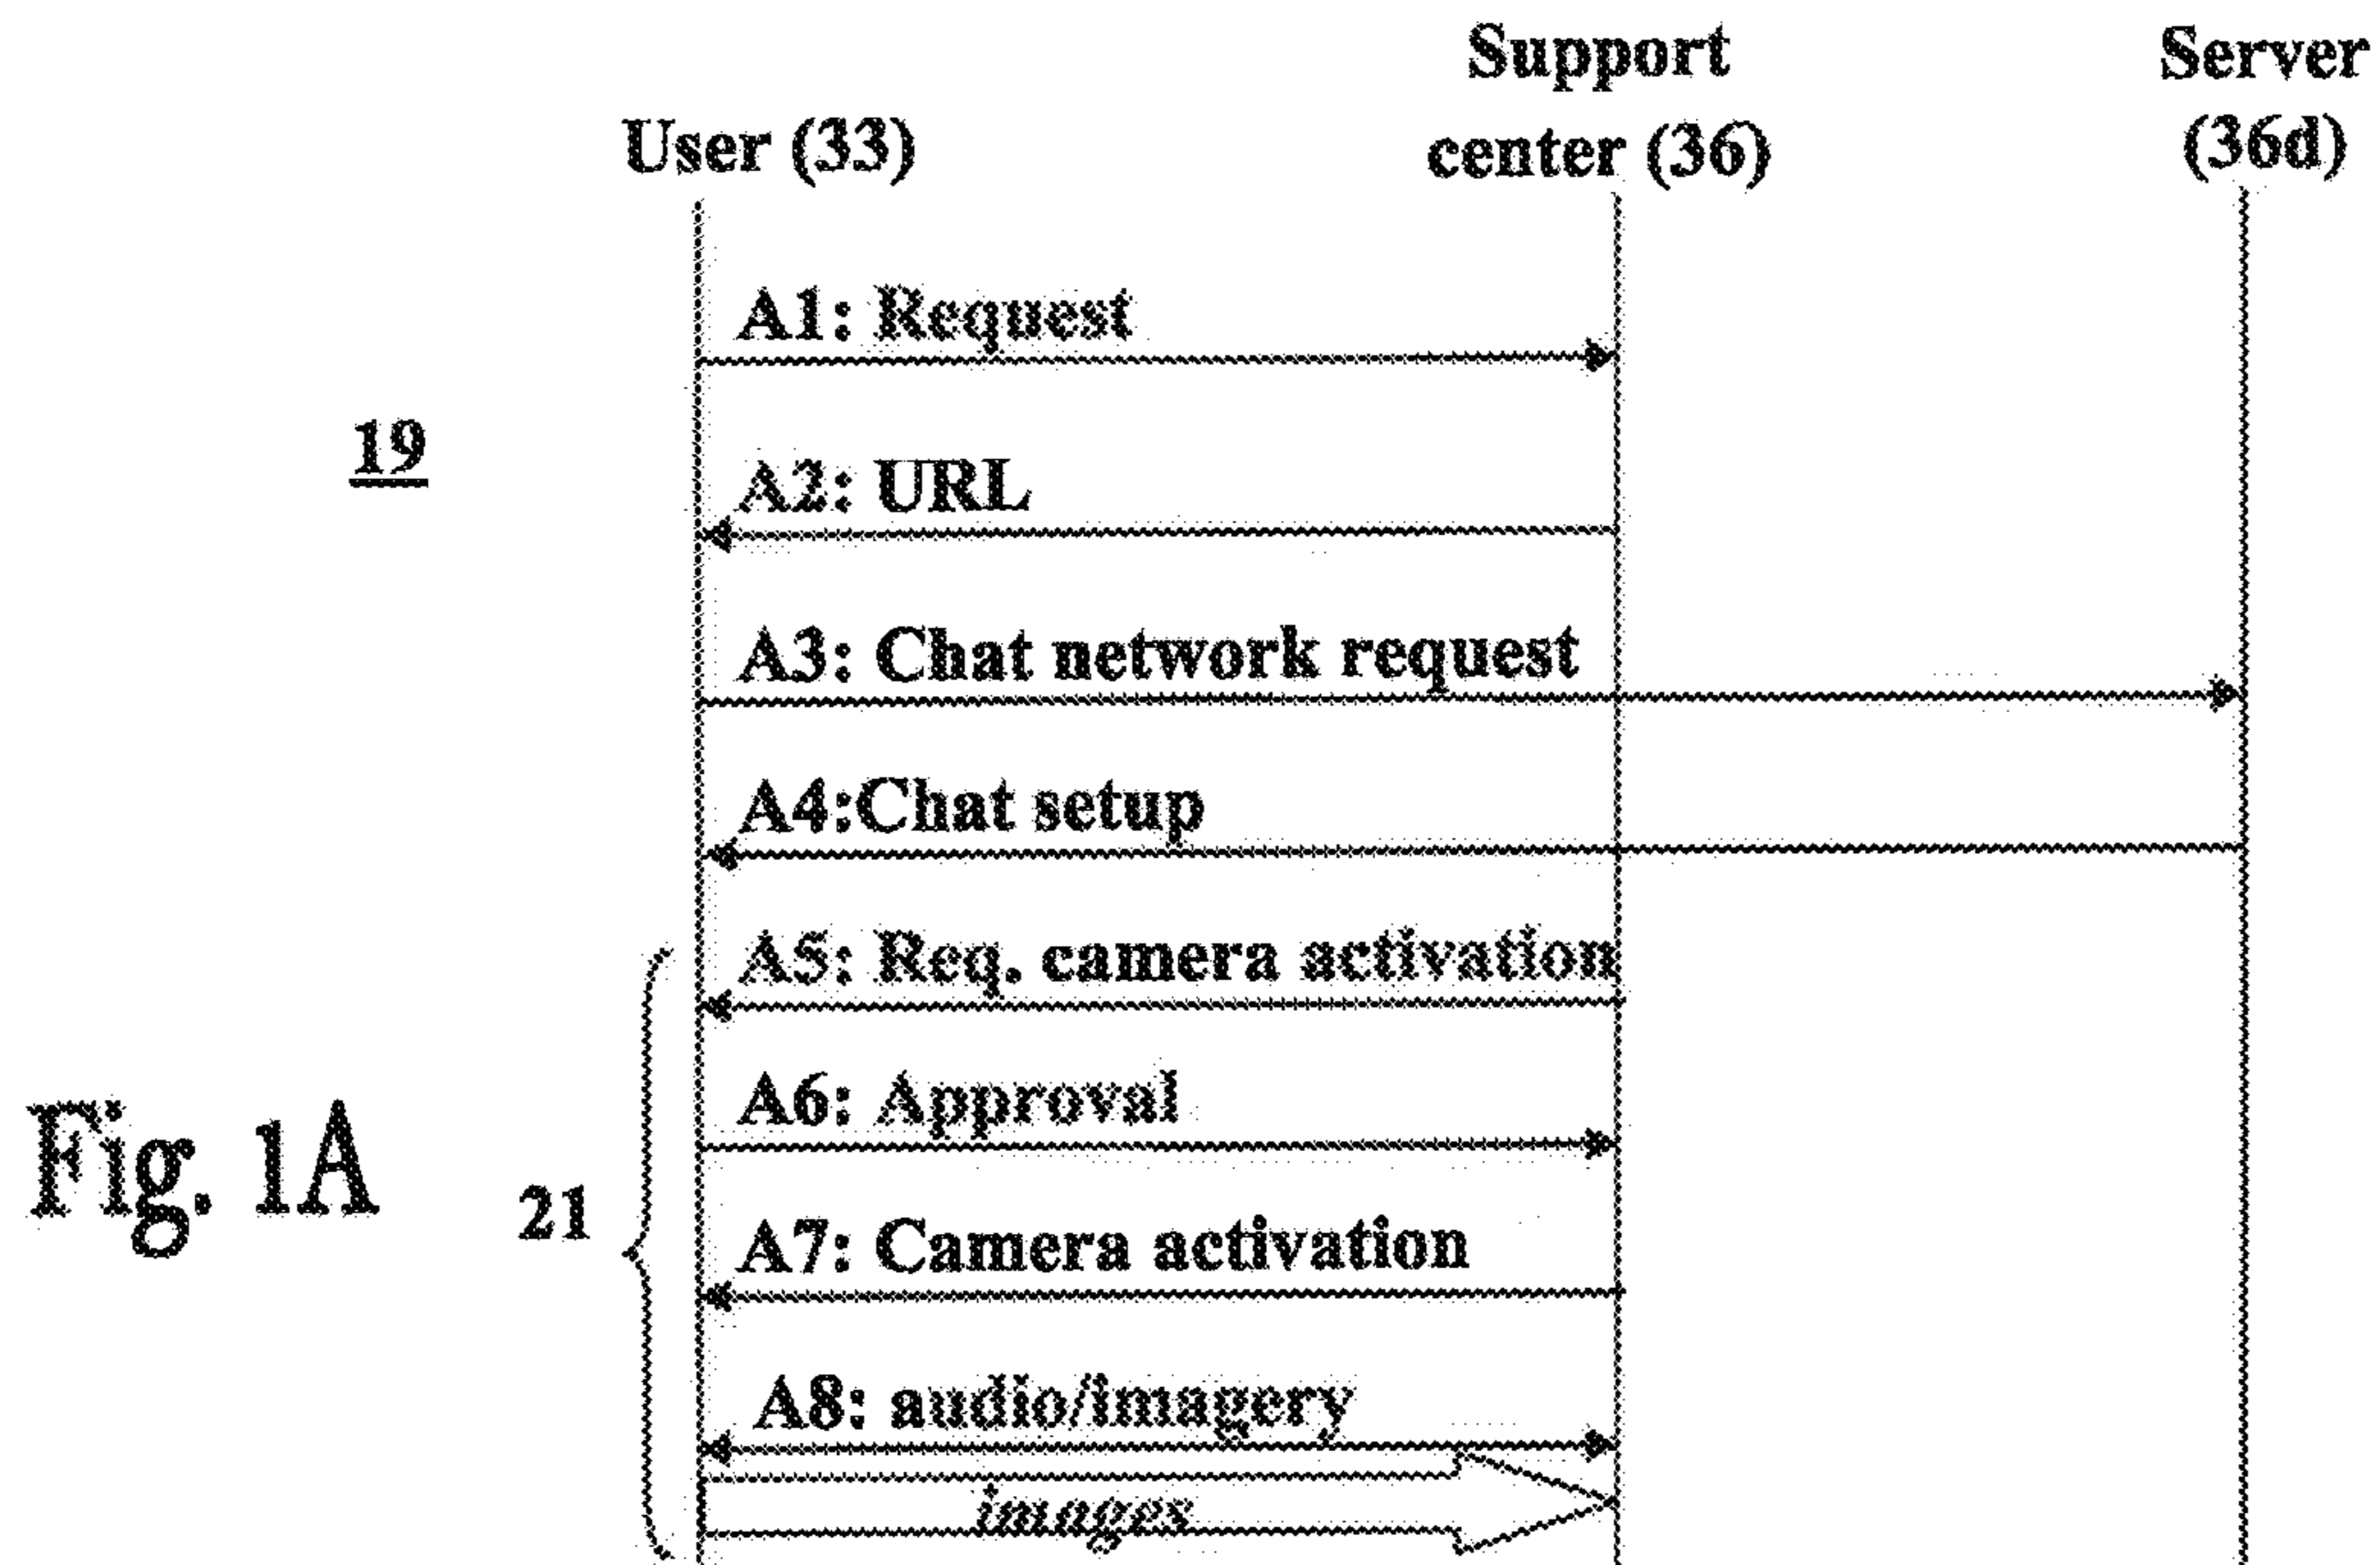 Support
Server
User (33)
center (36)
(36d)
A1: Request
19
A2: URL
A3: Chat network request
A4:Chat setup
A5: Req. camera activation
A6: Approval
Fig. 1A
21
A7: Camera activation
A8: audio/imagery
images